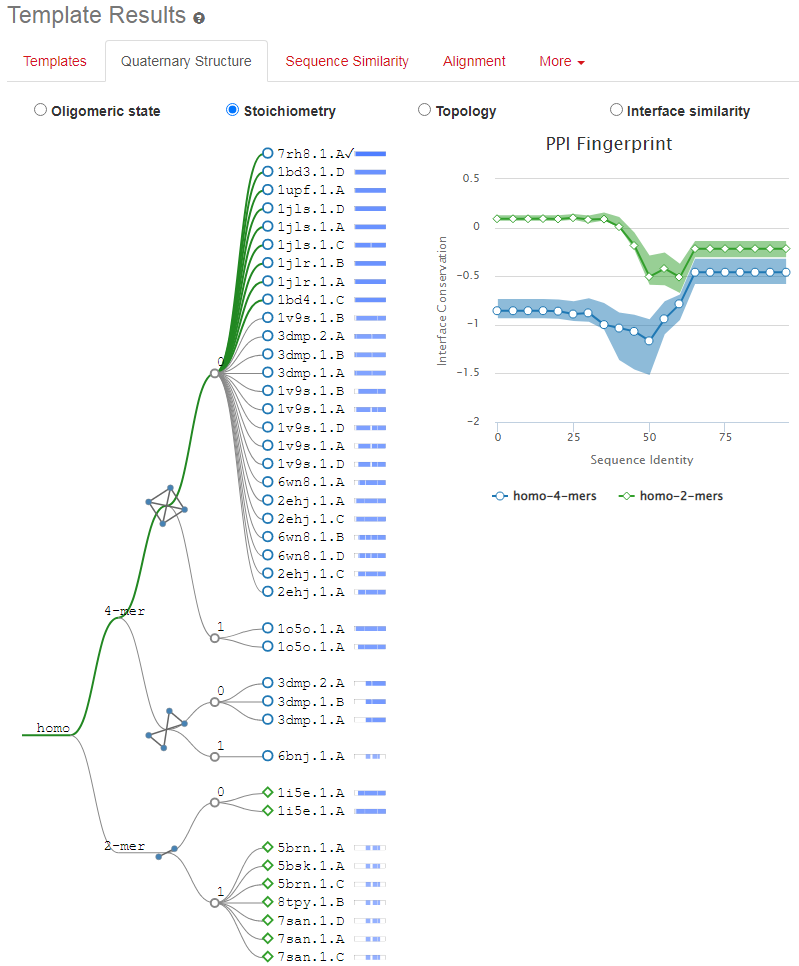 Template Results ?
Templates
Quaternary Structure
Sequence Similarity
Alignment
More
Oligomeric state
Stoichiometry
Topology
Interface similarity
homo
4-mer
2-mer
0
7rh8.1.A✓
1bd3.1.D
1upf.1.A
1jls.1.D
1jls.1.A
1jls.1.C
1jlr.1.B
1jlr.1.A
1bd4.1.C
1v9s.1.B
3dmp.2.A
3dmp.1.B
3dmp.1.A
1v9s.1.B
1v9s.1.A
1v9s.1.D
1v9s.1.A
1v9s.1.D
6wn8.1.A
2ehj.1.A
2ehj.1.C
6wn8.1.B
6wn8.1.D
2ehj.1.C
2ehj.1.A
1
1o5o.1.A
1o5o.1.A
0
3dmp.2.A
3dmp.1.B
3dmp.1.A
1
6bnj.1.A
0
1i5e.1.A
1i5e.1.A
1
5brn.1.A
5bsk.1.A
5brn.1.C
8tpy.1.B
7san.1.D
7san.1.A
7san.1.C
PPI Fingerprint
Interface Conservation
0.5
0
−0.5
−1
−1.5
−2
0
25
50
75
Sequence Identity
homo-4-mers
homo-2-mers